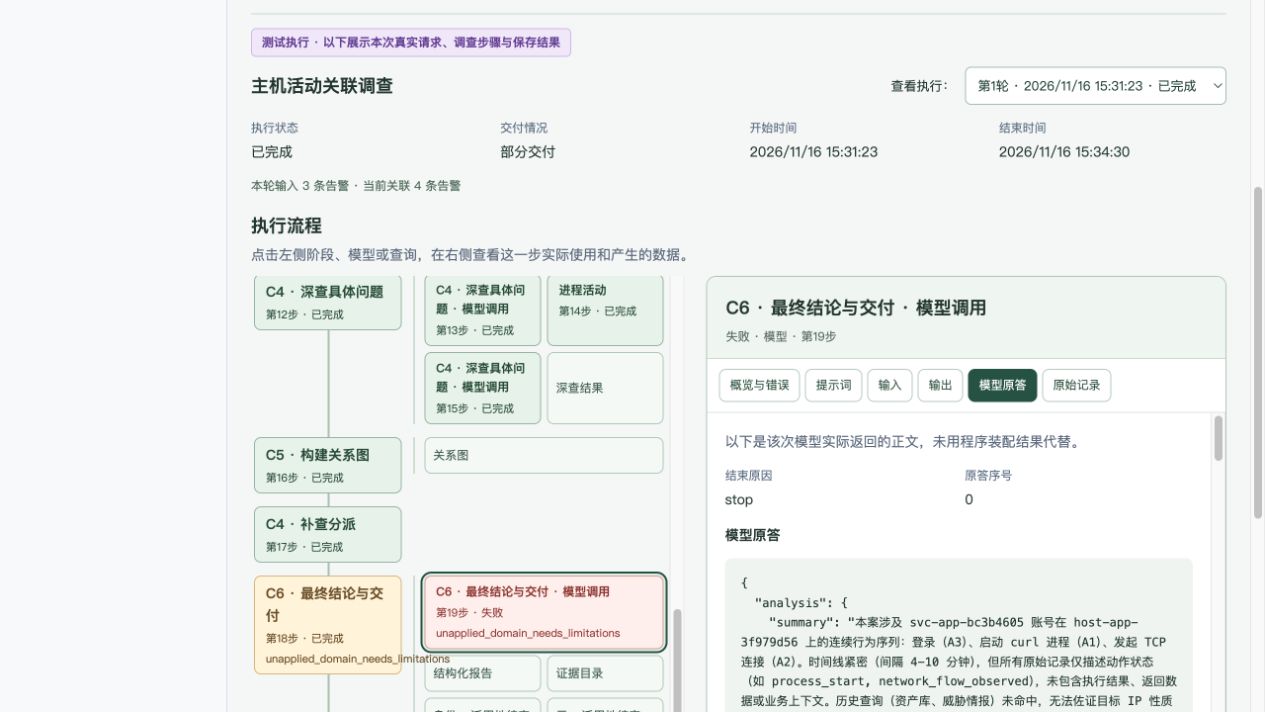 测试执行 · 以下展示本次真实请求、调查步骤与保存结果
主机活动关联调查
查看执行：
第1轮 · 2026/11/16 15:31:23 · 已完成
执行状态
交付情况
开始时间
结束时间
已完成
部分交付
2026/11/16 15:31:23
2026/11/16 15:34:30
本轮输入 3 条告警 · 当前关联 4 条告警
执行流程
点击左侧阶段、模型或查询，在右侧查看这一步实际使用和产生的数据。
C4 · 深查具体问题
第12步 · 已完成
C4 · 深查具体问
题 · 模型调用
第13步 · 已完成
进程活动
第14步 · 已完成
C4 · 深查具体问
题 · 模型调用
第15步 · 已完成
深查结果
C5 · 构建关系图
第16步 · 已完成
关系图
C4 · 补查分派
第17步 · 已完成
C6 · 最终结论与交
付
第18步 · 已完成
unapplied_domain_needs_limitations
C6 · 最终结论与交付 · 模型调用
第19步 · 失败
unapplied_domain_needs_limitations
结构化报告
证据目录
C6 · 最终结论与交付 · 模型调用
失败 · 模型 · 第19步
概览与错误
提示词
输入
输出
模型原答
原始记录
以下是该次模型实际返回的正文，未用程序装配结果代替。
结束原因
原答序号
stop
0
模型原答
{
"analysis": {
"summary": "本案涉及 svc-app-bc3b4605 账号在 host-app-
3f979d56 上的连续行为序列：登录（A3）、启动 curl 进程（A1）、发起 TCP
连接（A2）。时间线紧密（间隔 4-10 分钟），但所有原始记录仅描述动作状态
（如 process_start, network_flow_observed），未包含执行结果、返回数
据或业务上下文。历史查询（资产库、威胁情报）未命中，无法佐证目标 IP 性质